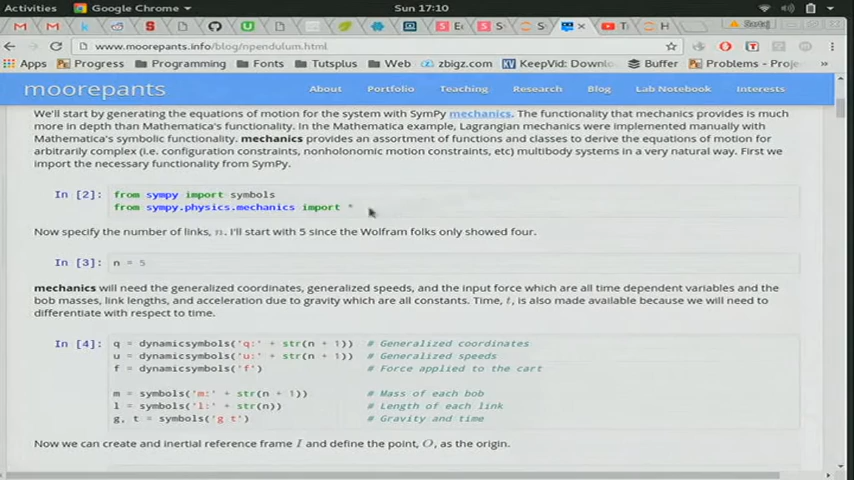 Activities Google Chrome Sun 17:10
www.moorepants.info/blog/npendulum.html
Apps Progress Programming Fonts Tutsplus Web zbigz.com KeepVid: Downl Buffer Problems - Proje
moorepants About Portfolio Teaching Research Blog Lab Notebook Interests
We'll start by generating the equations of motion for the system with SymPy mechanics. The functionality that mechanics provides is much
more in depth than Mathematica's functionality. In the Mathematica example, Lagrangian mechanics were implemented manually with
Mathematica's symbolic functionality. mechanics provides an assortment of functions and classes to derive the equations of motion for
arbitrarily complex (i.e. configuration constraints, nonholonomic motion constraints, etc) multibody systems in a very natural way. First we
import the necessary functionality from SymPy.
In [2]: from sympy import symbols
from sympy.physics.mechanics import *
Now specify the number of links, n. I'll start with 5 since the Wolfram folks only showed four.
In [3]: n = 5
mechanics will need the generalized coordinates, generalized speeds, and the input force which are all time dependent variables and the
bob masses, link lengths, and acceleration due to gravity which are all constants. Time, t, is also made available because we will need to
differentiate with respect to time.
In [4]: q = dynamicsymbols('q:' + str(n + 1)) # Generalized coordinates
u = dynamicsymbols('u:' + str(n + 1)) # Generalized speeds
f = dynamicsymbols('f') # Force applied to the cart
m = symbols('m:' + str(n + 1)) # Mass of each bob
l = symbols('l:' + str(n)) # Length of each link
g, t = symbols('g t') # Gravity and time
Now we can create and inertial reference frame I and define the point, O, as the origin.